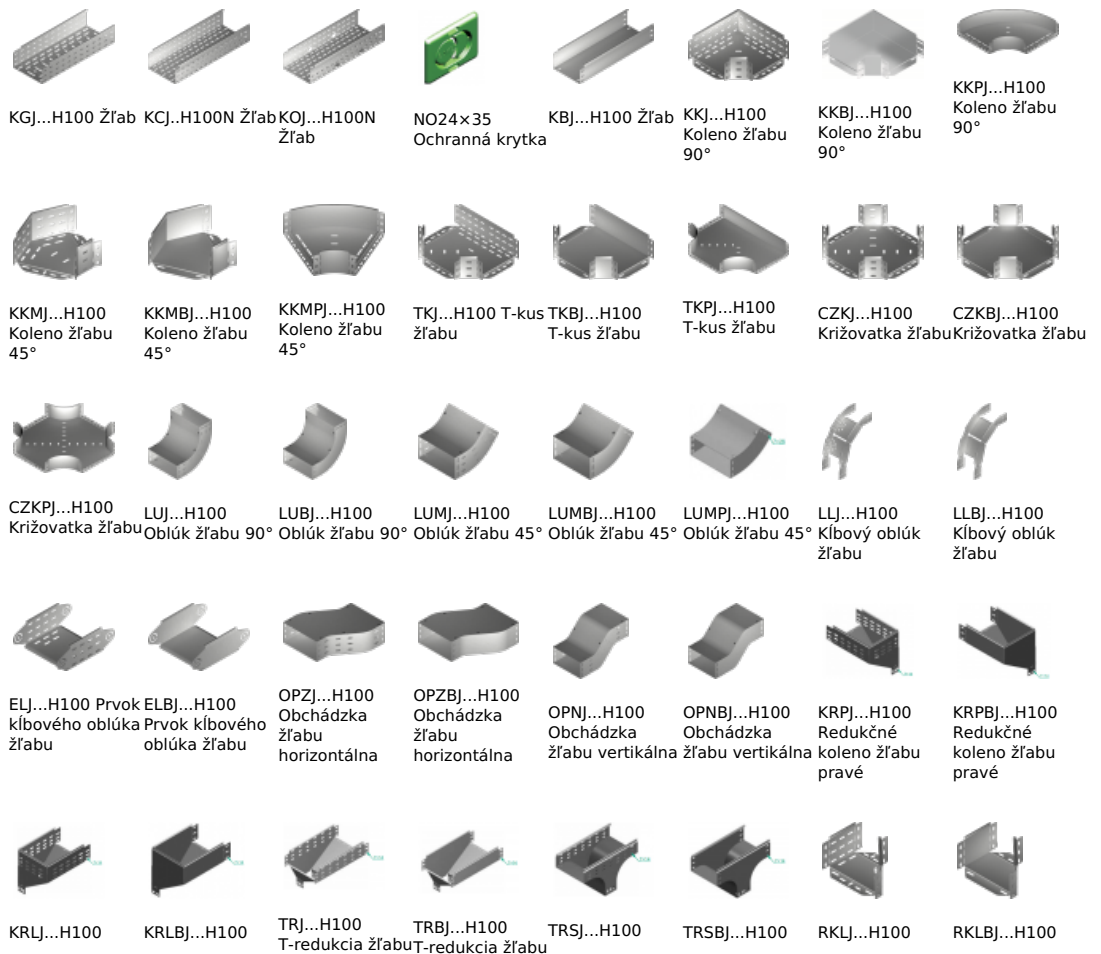 KGJ...H100 Žľab
KCJ..H100N Žľab
KOJ...H100N
Žľab
NO24×35
Ochranná krytka
KBJ...H100 Žľab
KKJ...H100
Koleno žľabu
90°
KKBJ...H100
Koleno žľabu
90°
KKPJ...H100
Koleno žľabu
90°
KKMJ...H100
Koleno žľabu
45°
KKMBJ...H100
Koleno žľabu
45°
KKMPJ...H100
Koleno žľabu
45°
TKJ...H100 T-kus
žľabu
TKBJ...H100
T-kus žľabu
TKPJ...H100
T-kus žľabu
CZKJ...H100
Križovatka žľabu
CZKBJ...H100
Križovatka žľabu
CZKPJ...H100
Križovatka žľabu
LUJ...H100
Oblúk žľabu 90°
LUBJ...H100
Oblúk žľabu 90°
LUMJ...H100
Oblúk žľabu 45°
LUMBJ...H100
Oblúk žľabu 45°
LUMPJ...H100
Oblúk žľabu 45°
LLJ...H100
Kĺbový oblúk
žľabu
LLBJ...H100
Kĺbový oblúk
žľabu
ELJ...H100 Prvok
kĺbového oblúka
žľabu
ELBJ...H100
Prvok kĺbového
oblúka žľabu
OPZJ...H100
Obchádzka
žľabu
horizontálna
OPZBJ...H100
Obchádzka
žľabu
horizontálna
OPNJ...H100
Obchádzka
žľabu vertikálna
OPNBJ...H100
Obchádzka
žľabu vertikálna
KRPJ...H100
Redukčné
koleno žľabu
pravé
KRPBJ...H100
Redukčné
koleno žľabu
pravé
KRLJ...H100
KRLBJ...H100
TRJ...H100
T-redukcia žľabu
TRBJ...H100
T-redukcia žľabu
TRSJ...H100
TRSBJ...H100
RKLJ...H100
RKLBJ...H100